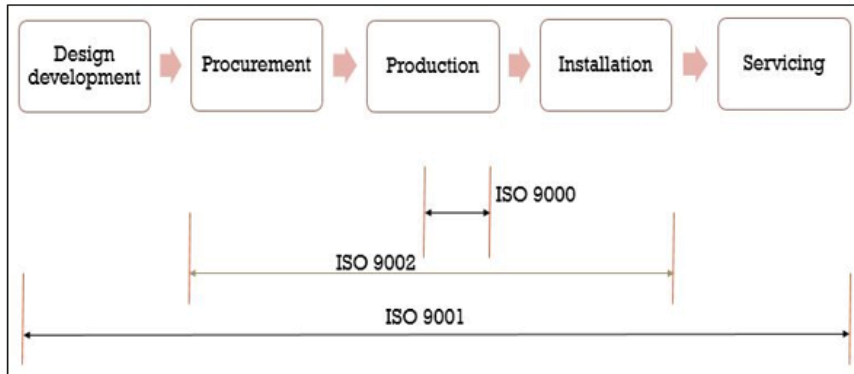 Design
development
Procurement
Production
Installation
Servicing
ISO 9000
ISO 9002
ISO 9001